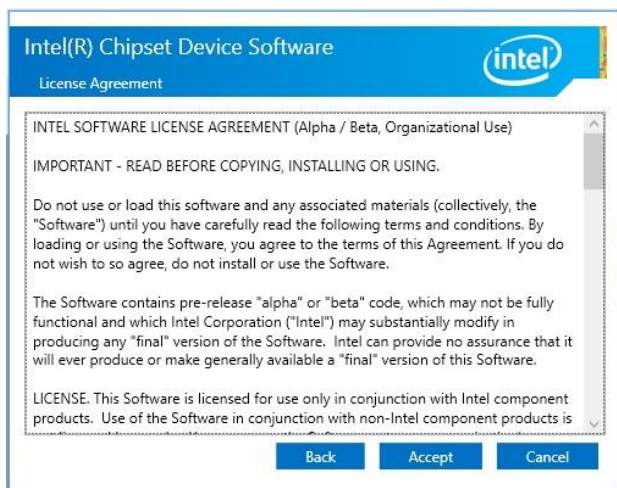 Intel(R) Chipset Device Software
intel
License Agreement
INTEL SOFTWARE LICENSE AGREEMENT (Alpha / Beta, Organizational Use)
IMPORTANT - READ BEFORE COPYING, INSTALLING OR USING.
Do not use or load this software and any associated materials (collectively, the
"Software") until you have carefully read the following terms and conditions. By
loading or using the Software, you agree to the terms of this Agreement. If you do
not wish to so agree, do not install or use the Software.
The Software contains pre-release "alpha" or "beta" code, which may not be fully
functional and which Intel Corporation ("Intel") may substantially modify in
producing any "final" version of the Software.  Intel can provide no assurance that it
will ever produce or make generally available a "final" version of this Software.
LICENSE. This Software is licensed for use only in conjunction with Intel component
products.  Use of the Software in conjunction with non-Intel component products is
Back
Accept
Cancel